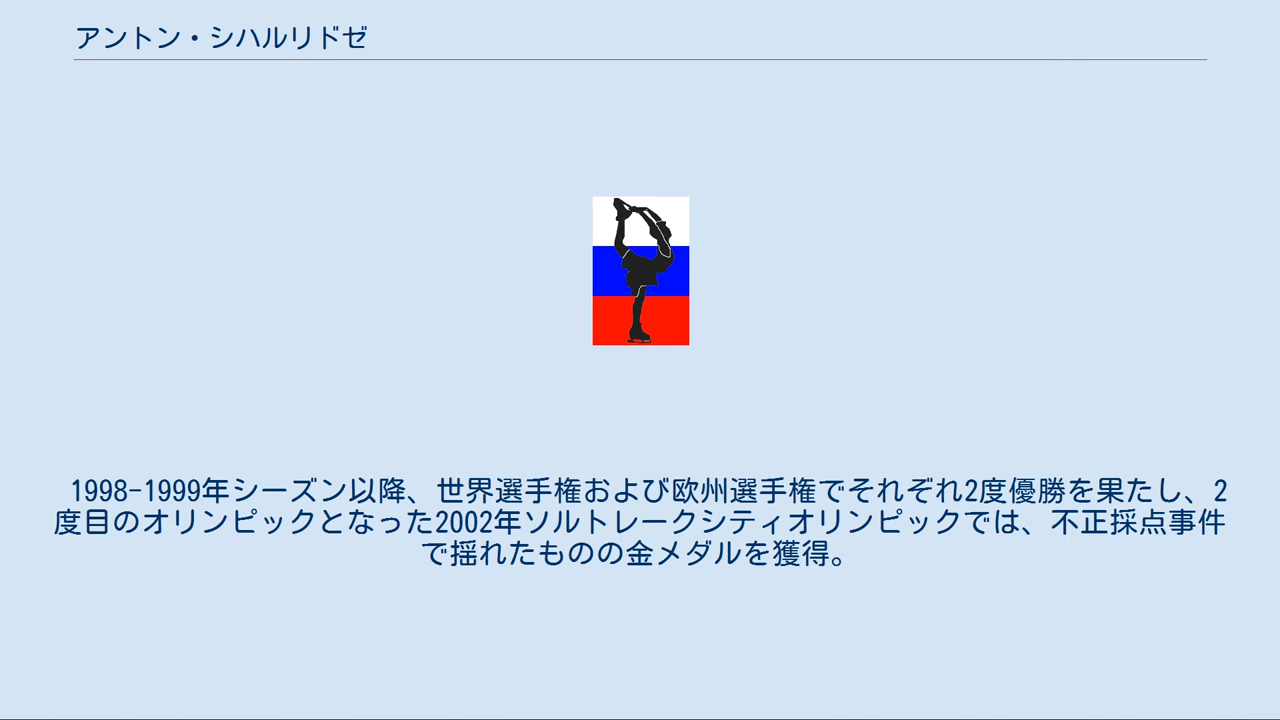 アントン・シハルリドゼ
1998-1999年シーズン以降、世界選手権および欧州選手権でそれぞれ2度優勝を果たし、2
度目のオリンピックとなった2002年ソルトレークシティオリンピックでは、不正採点事件
で揺れたものの金メダルを獲得。